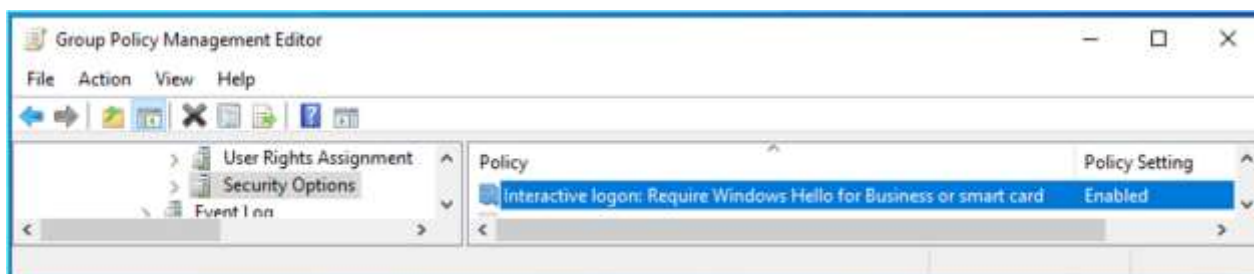 Group Policy Management Editor
File Action View Help
User Rights Assignment
Security Options
Event Log
Policy Policy Setting
Interactive logon: Require Windows Hello for Business or smart card Enabled